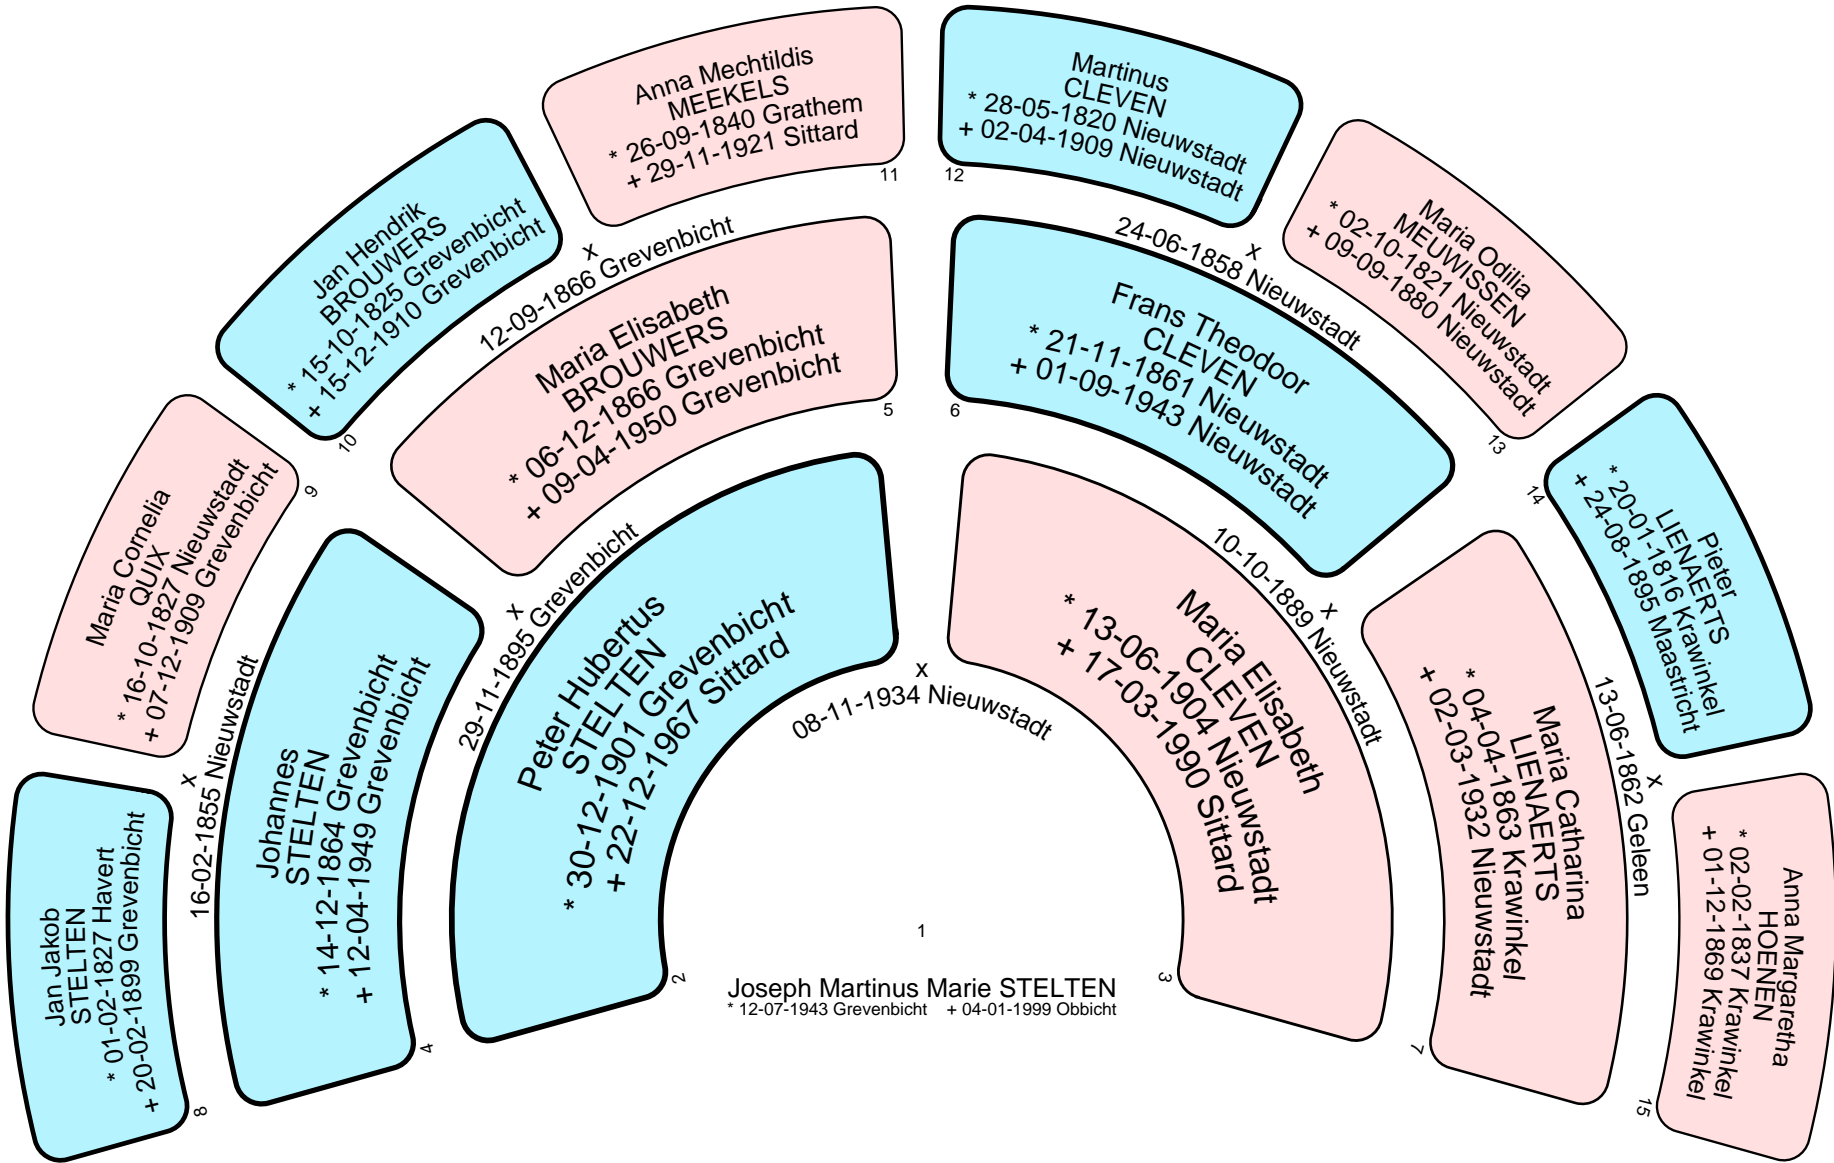 Anna Mechtildis
MEEKELS
* 26-09-1840 Grathem
+ 29-11-1921 Sittard
11
Martinus
CLEVEN
* 28-05-1820 Nieuwstadt
+ 02-04-1909 Nieuwstadt
12
Jan Hendrik
BROUWERS
* 15-10-1825 Grevenbicht
+ 15-12-1910 Grevenbicht
10
x
12-09-1866 Grevenbicht
x
24-06-1858 Nieuwstadt
Maria Odilia
MEUWISSEN
* 02-10-1821 Nieuwstadt
+ 09-09-1880 Nieuwstadt
13
Maria Elisabeth
BROUWERS
* 06-12-1866 Grevenbicht
+ 09-04-1950 Grevenbicht
5
Frans Theodoor
CLEVEN
* 21-11-1861 Nieuwstadt
+ 01-09-1943 Nieuwstadt
6
Maria Cornelia
QUIX
* 16-10-1827 Nieuwstadt
+ 07-12-1909 Grevenbicht
9
Pieter
LIENAERTS
* 20-01-1816 Krawinkel
+ 24-08-1895 Maastricht
14
x
29-11-1895 Grevenbicht
x
10-10-1889 Nieuwstadt
Peter Hubertus
STELTEN
* 30-12-1901 Grevenbicht
+ 22-12-1967 Sittard
2
x
08-11-1934 Nieuwstadt
Maria Elisabeth
CLEVEN
* 13-06-1904 Nieuwstadt
+ 17-03-1990 Sittard
3
x
16-02-1855 Nieuwstadt
Johannes
STELTEN
* 14-12-1864 Grevenbicht
+ 12-04-1949 Grevenbicht
4
Maria Catharina
LIENAERTS
* 04-04-1863 Krawinkel
+ 02-03-1932 Nieuwstadt
7
x
13-06-1862 Geleen
Jan Jakob
STELTEN
* 01-02-1827 Havert
+ 20-02-1899 Grevenbicht
8
Anna Margaretha
HOENEN
* 02-02-1837 Krawinkel
+ 01-12-1869 Krawinkel
15
1
Joseph Martinus Marie STELTEN
* 12-07-1943 Grevenbicht + 04-01-1999 Obbicht